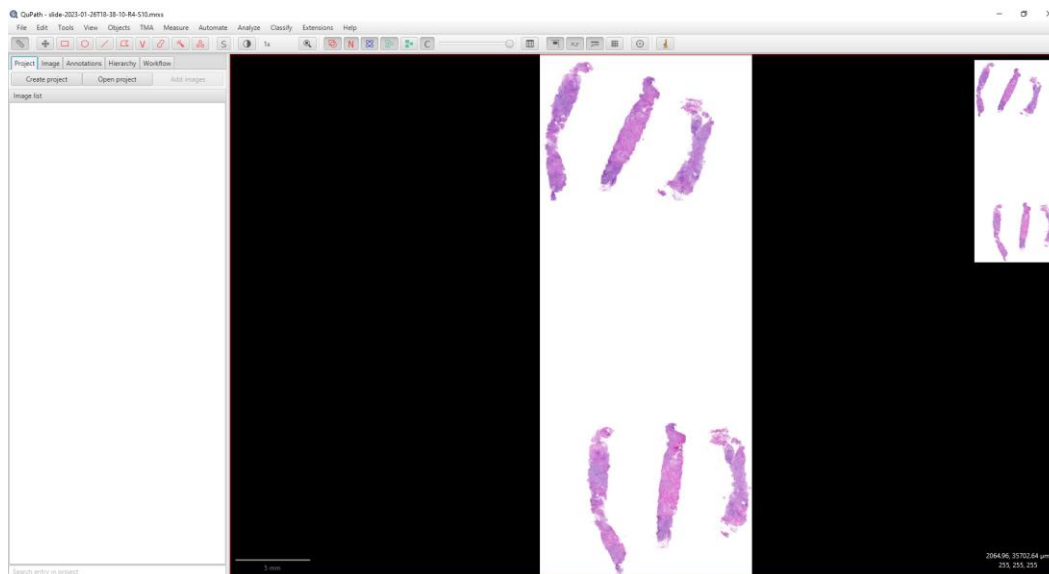 QuPath - slide-2023-01-26T18-38-10-R4-S10.mrxs
File Edit Tools View Objects TMA Measure Automate Analyze Classify Extensions Help
S 1x N C
Project Image Annotations Hierarchy Workflow
Create project Open project Add images
Image list
Search entry in project
5 mm
2064.96, 35702.64 µm
255, 255, 255